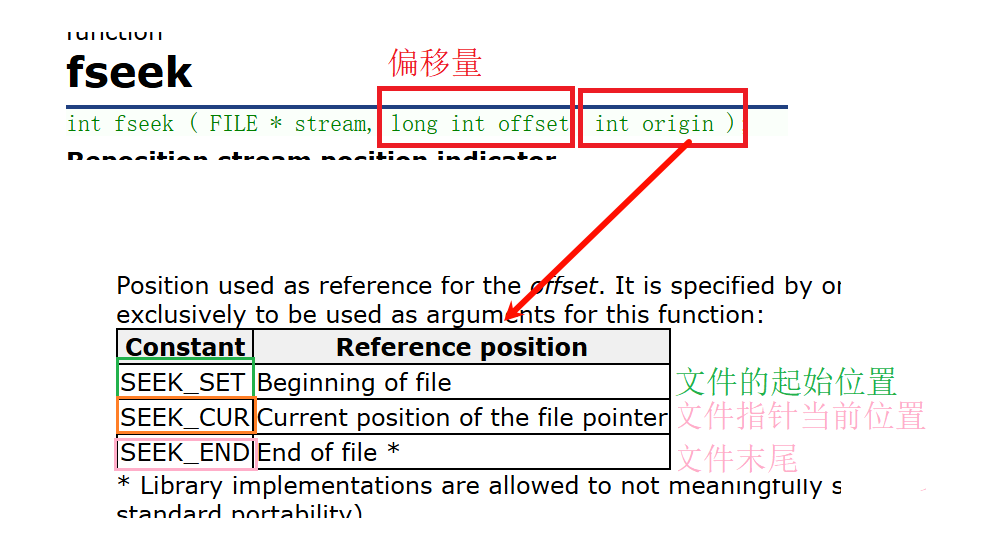 function
fseek
偏移量
int fseek ( FILE * stream, long int offset int origin )
Reposition stream position indicator
Position used as reference for the offset. It is specified by
exclusively to be used as arguments for this function:
Constant Reference position
SEEK_SET Beginning of file 文件的起始位置
SEEK_CUR Current position of the file pointer 文件指针当前位置
SEEK_END End of file * 文件末尾
* Library implementations are allowed to not meaningfully
standard portability)